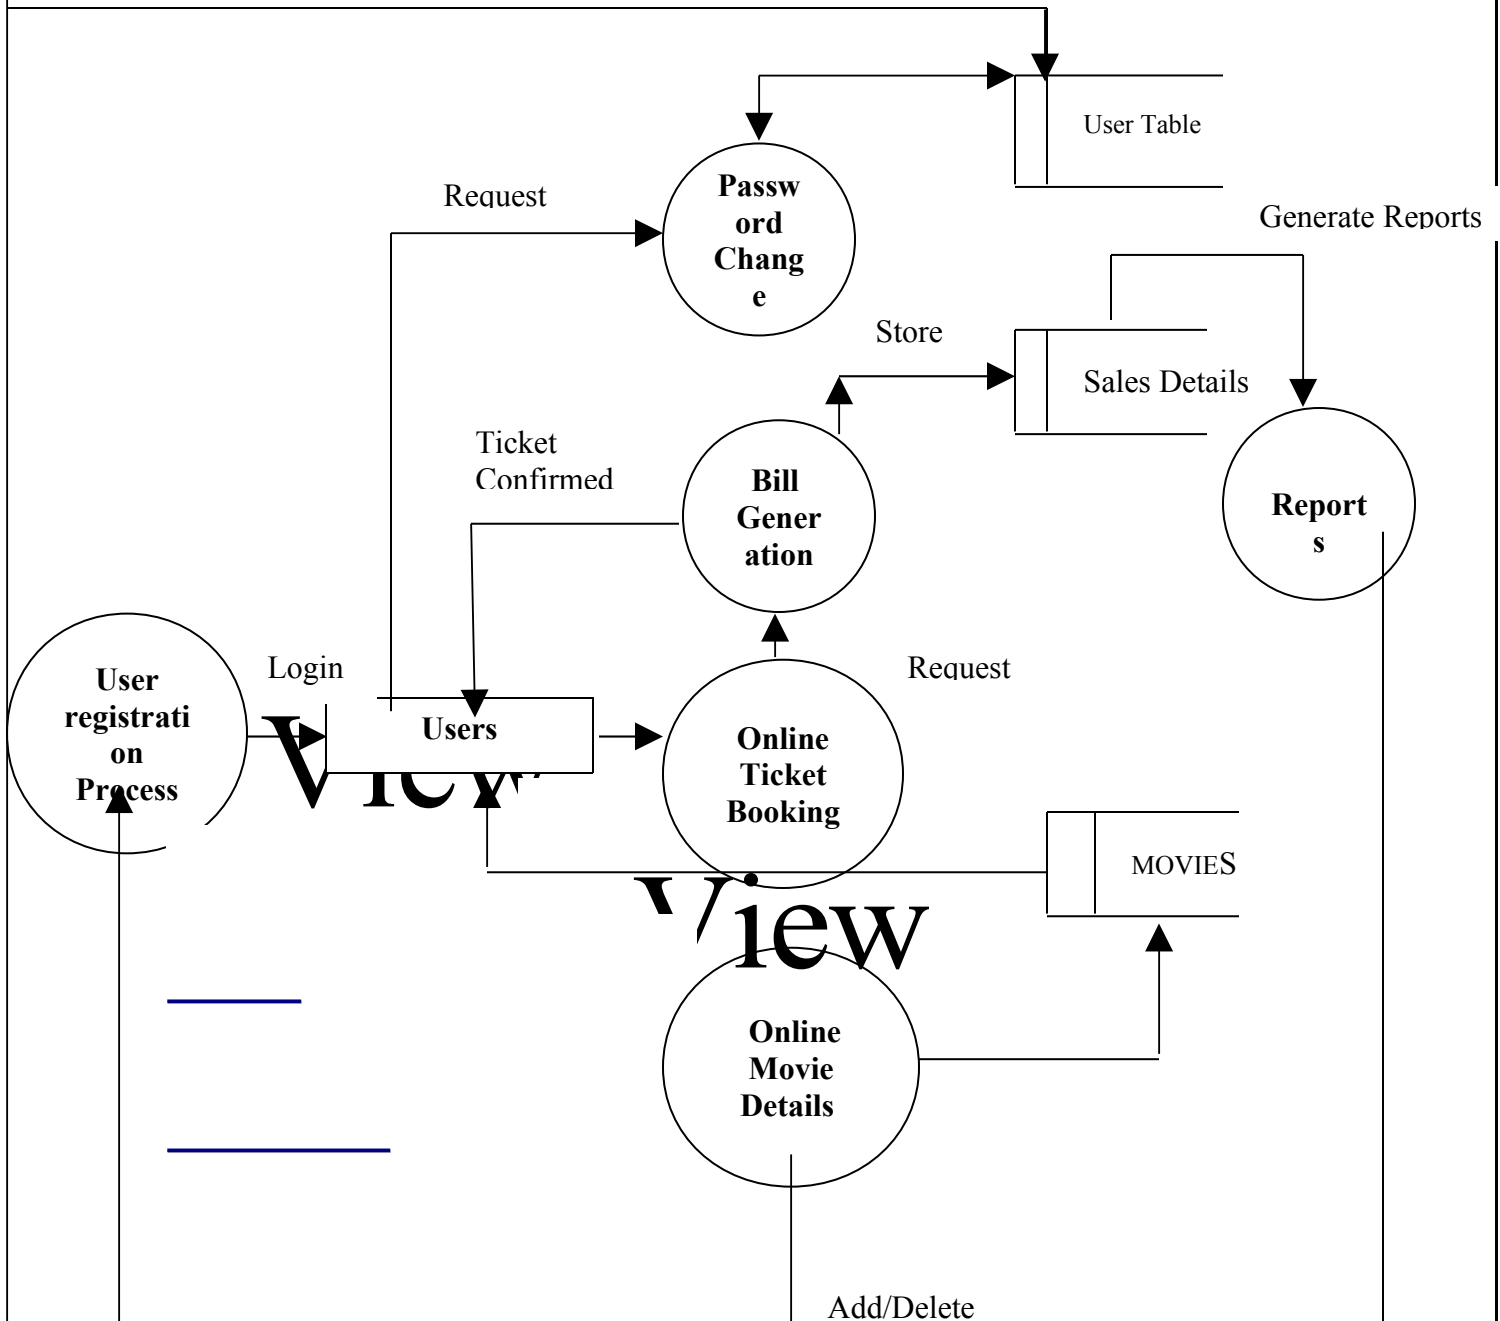 User Table
Request
Passw
ord
Chang
e
Generate Reports
Store
Sales Details
Ticket
Confirmed
Bill
Gener
ation
Report
s
User
registrati
on
Process
Login
Users
View
Request
Online
Ticket
Booking
MOVIES
View
Online
Movie
Details
Add/Delete